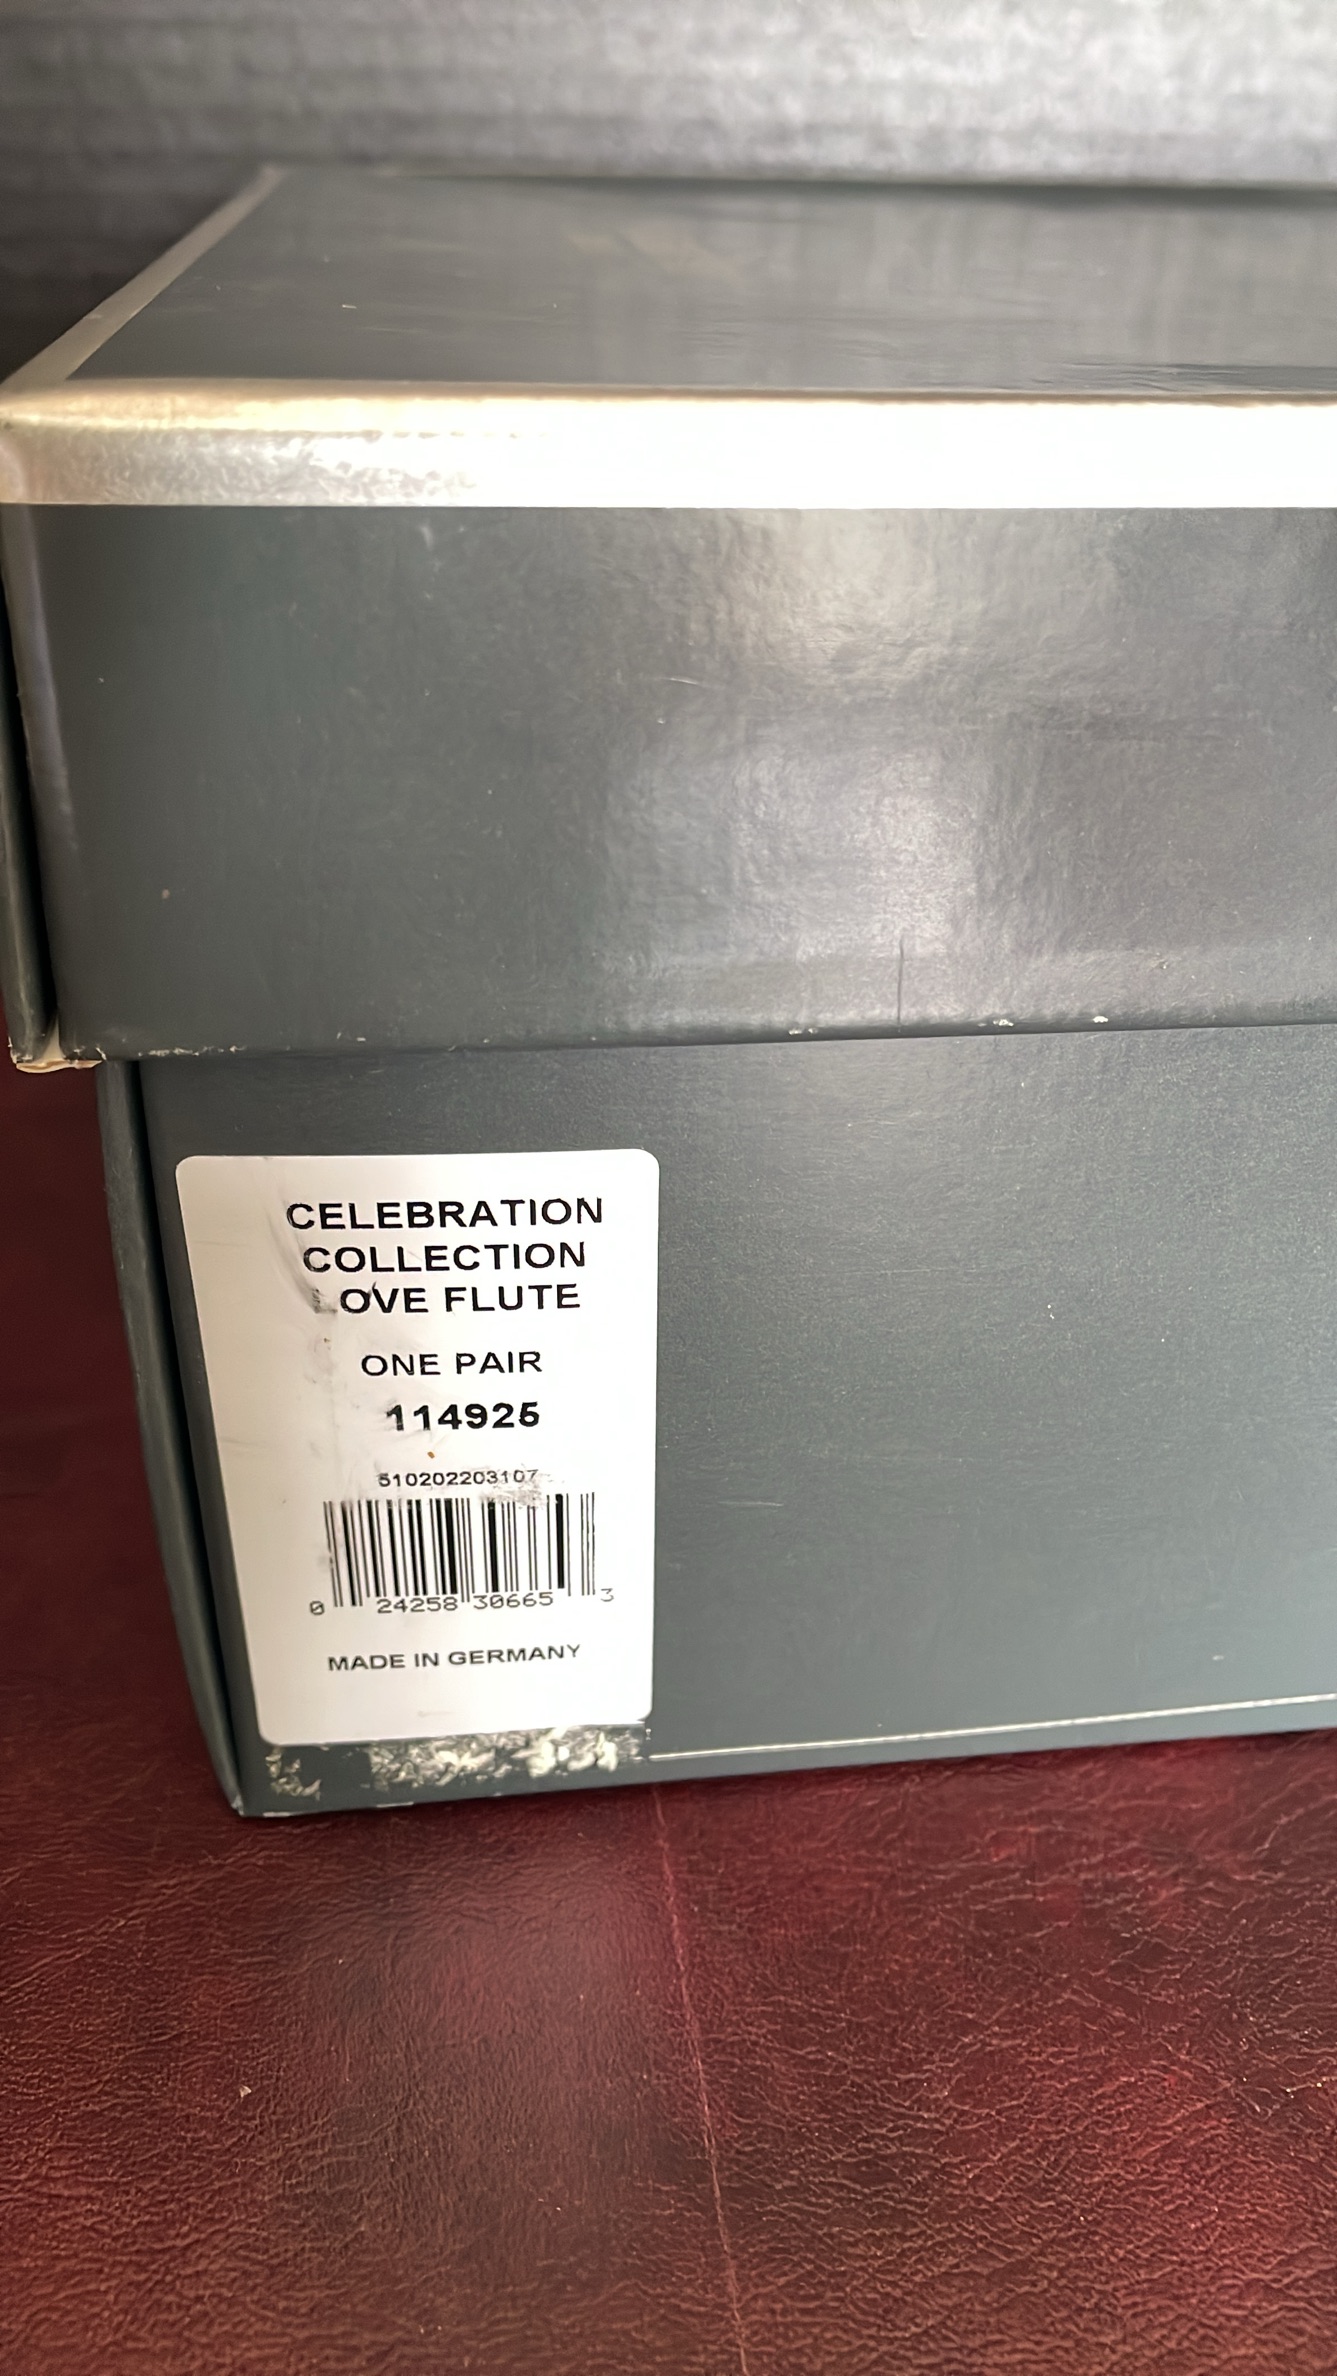 CELEBRATION
COLLECTION
LOVE FLUTE
ONE PAIR
114925
510202203107
0 24258 30665 3
MADE IN GERMANY